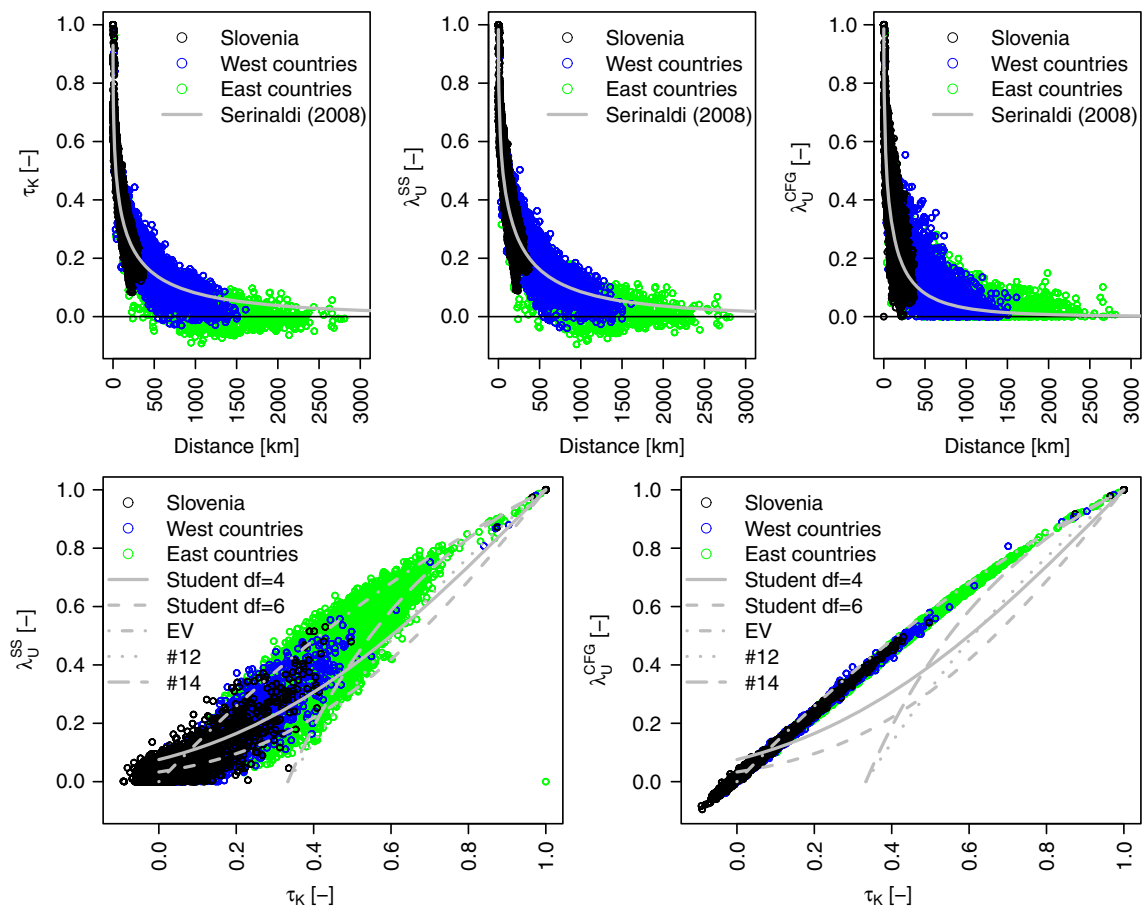 τK [−]
1.0
0.8
0.6
0.4
0.2
0.0
Slovenia
West countries
East countries
Serinaldi (2008)
0
500
1000
1500
2000
2500
3000
Distance [km]
λU^SS [−]
1.0
0.8
0.6
0.4
0.2
0.0
Slovenia
West countries
East countries
Serinaldi (2008)
0
500
1000
1500
2000
2500
3000
Distance [km]
λU^CFG [−]
1.0
0.8
0.6
0.4
0.2
0.0
Slovenia
West countries
East countries
Serinaldi (2008)
0
500
1000
1500
2000
2500
3000
Distance [km]
λU^SS [−]
1.0
0.8
0.6
0.4
0.2
0.0
Slovenia
West countries
East countries
Student df=4
Student df=6
EV
#12
#14
0.0
0.2
0.4
0.6
0.8
1.0
τK [−]
λU^CFG [−]
1.0
0.8
0.6
0.4
0.2
0.0
Slovenia
West countries
East countries
Student df=4
Student df=6
EV
#12
#14
0.0
0.2
0.4
0.6
0.8
1.0
τK [−]